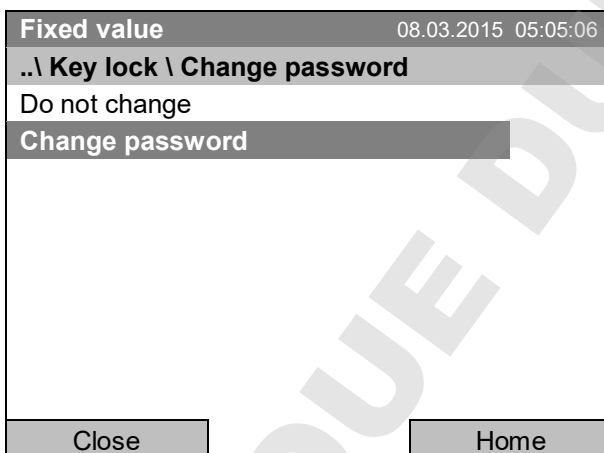 Fixed value 08.03.2015 05:05:06
..\ Key lock \ Change password
Do not change
Change password
Close Home